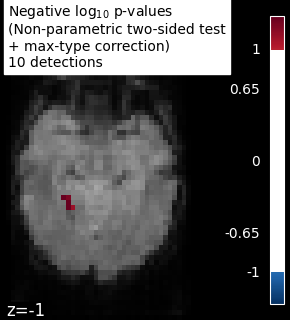 Negative log₁₀ p-values
(Non-parametric two-sided test
+ max-type correction)
10 detections
1
0.65
0
-0.65
-1
z=-1